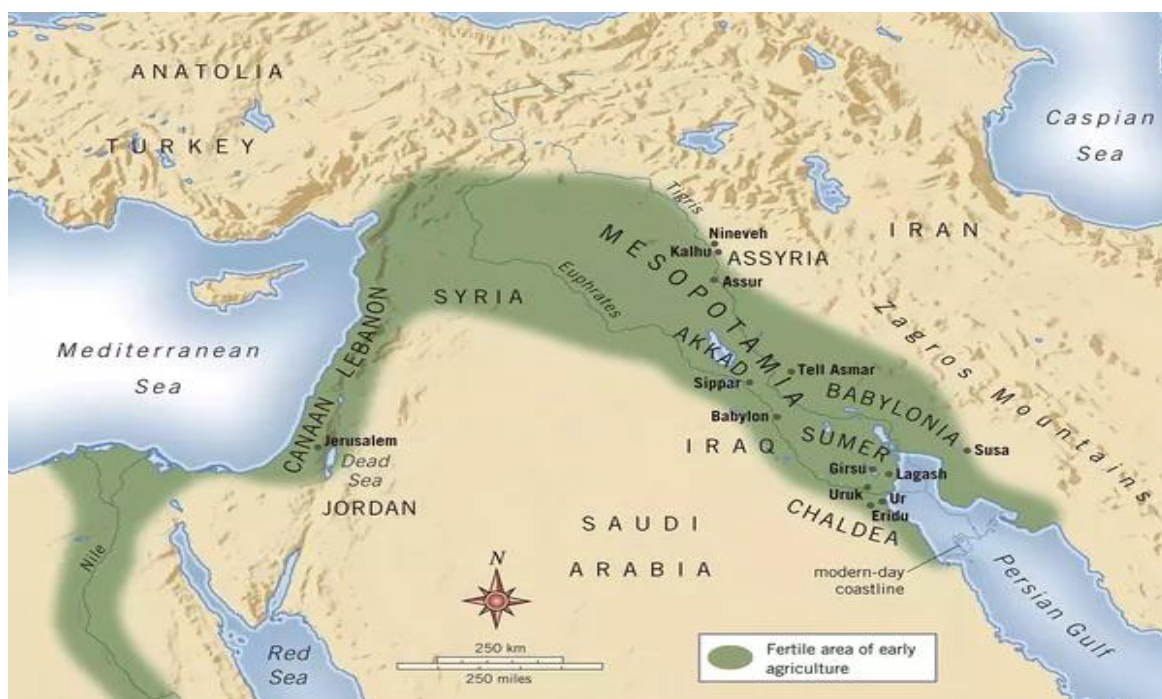 ANATOLIA
TURKEY
Caspian
Sea
Tigris
Nineveh
Kalhu
ASSYRIA
Assur
IRAN
MESOPOTAMIA
Euphrates
SYRIA
Zagros Mountains
Mediterranean
Sea
LEBANON
CANAAN
AKKAD
Sippar
Tell Asmar
BABYLONIA
Babylon
IRAQ
SUMER
Susa
Girsu
Lagash
Uruk
Ur
Eridu
CHALDEA
Jerusalem
Dead
Sea
JORDAN
SAUDI
ARABIA
Nile
N
modern-day
coastline
Persian Gulf
Red
Sea
250 km
250 miles
Fertile area of early
agriculture